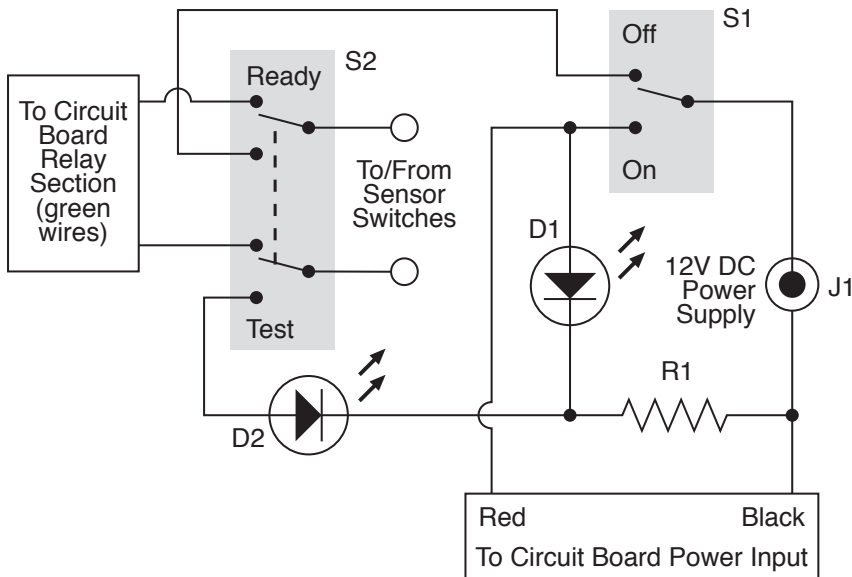 S1
Off
S2
Ready
To Circuit
Board
Relay
Section
(green
wires)
To/From
Sensor
Switches
On
D1
12V DC
Power
Supply
J1
Test
R1
D2
Red
Black
To Circuit Board Power Input